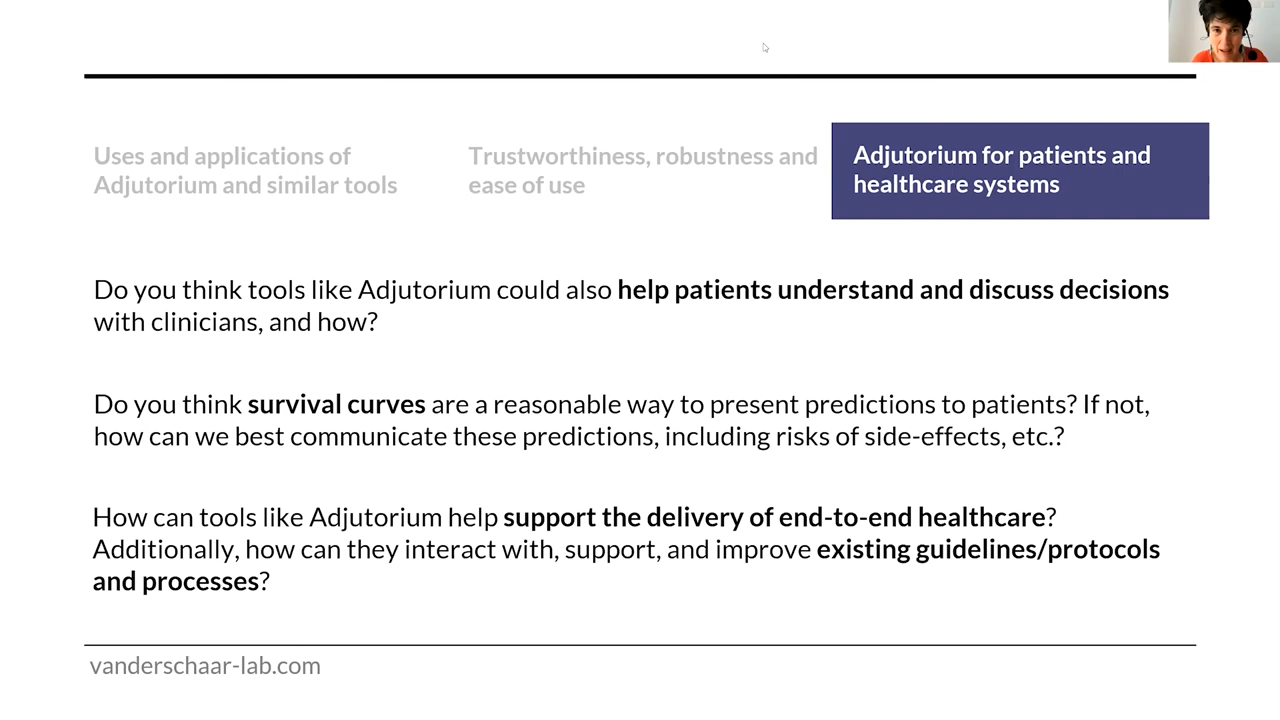 Uses and applications of
Adjutorium and similar tools
Trustworthiness, robustness and
ease of use
Adjutorium for patients and
healthcare systems
Do you think tools like Adjutorium could also help patients understand and discuss decisions
with clinicians, and how?
Do you think survival curves are a reasonable way to present predictions to patients? If not,
how can we best communicate these predictions, including risks of side-effects, etc.?
How can tools like Adjutorium help support the delivery of end-to-end healthcare?
Additionally, how can they interact with, support, and improve existing guidelines/protocols
and processes?
vanderschaar-lab.com